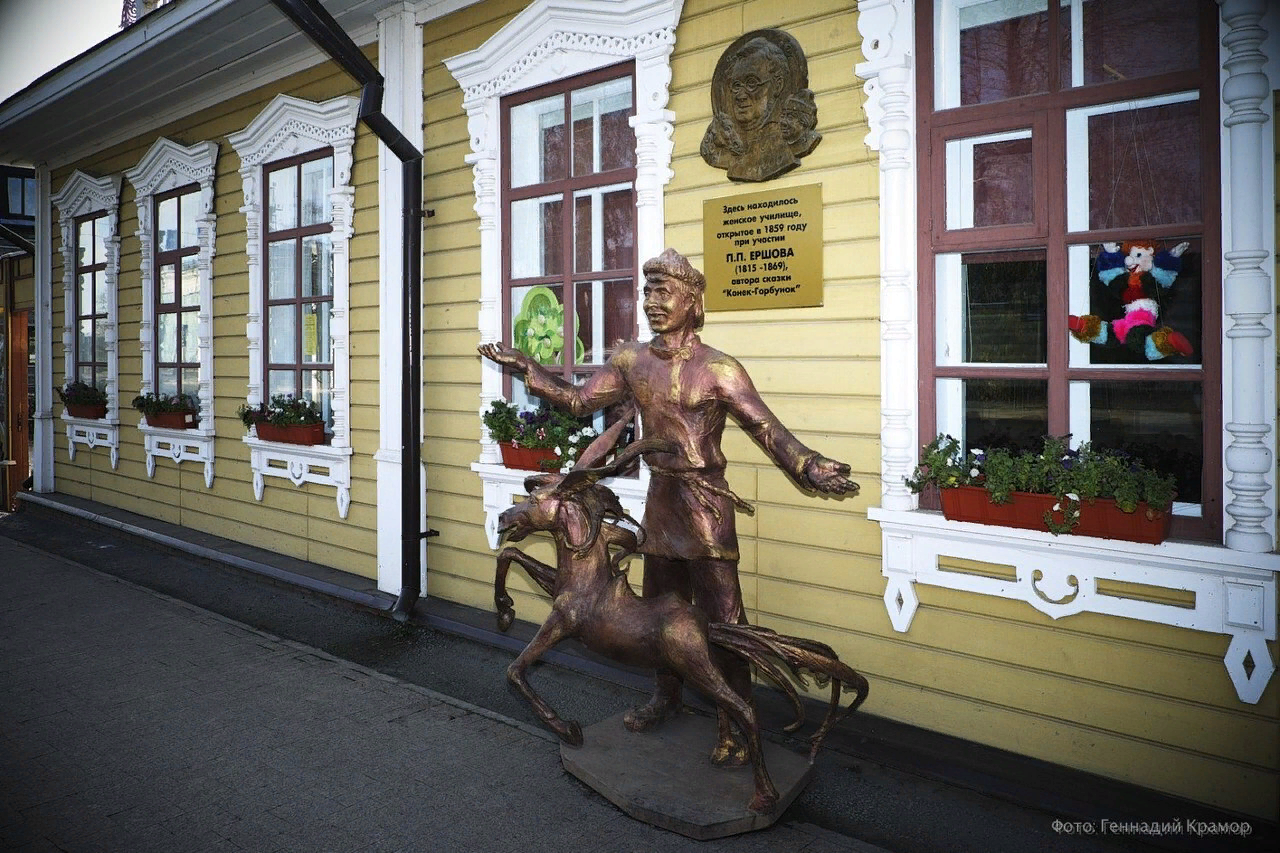 Здесь находилось
женское училище,
открытое в 1859 году
при участии
П.П. ЕРШОВА
(1815 -1869),
автора сказки
"Конек-Горбунок"
Фото: Геннадий Крамор